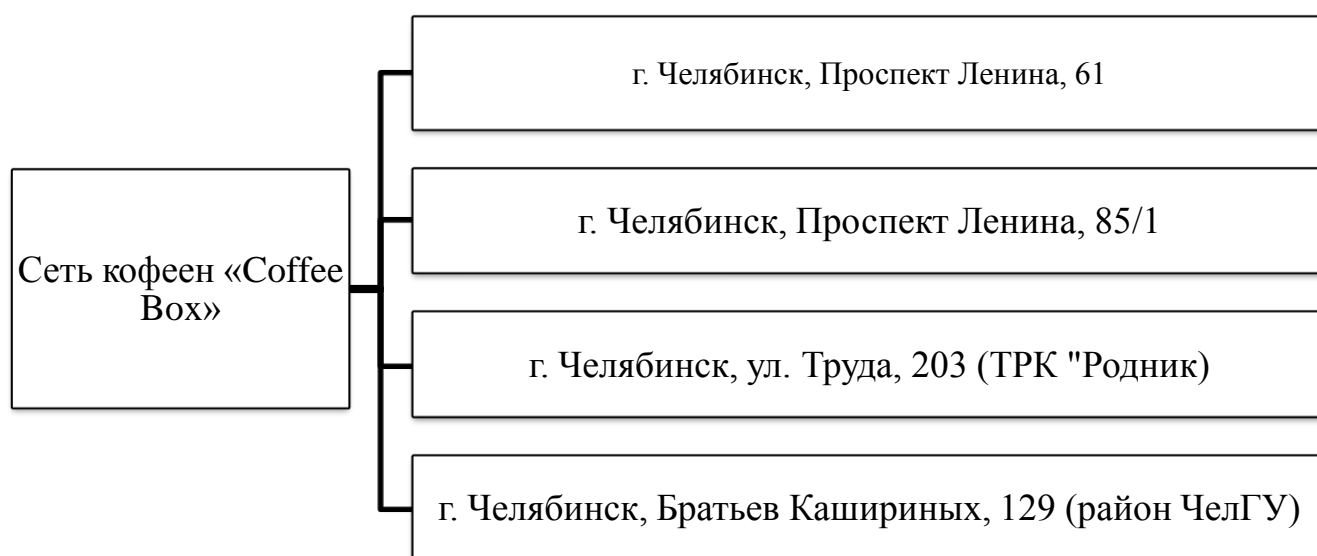 г. Челябинск, Проспект Ленина, 61
г. Челябинск, Проспект Ленина, 85/1
Сеть кофеен «Coffee
Box»
г. Челябинск, ул. Труда, 203 (ТРК "Родник)
г. Челябинск, Братьев Кашириных, 129 (район ЧелГУ)